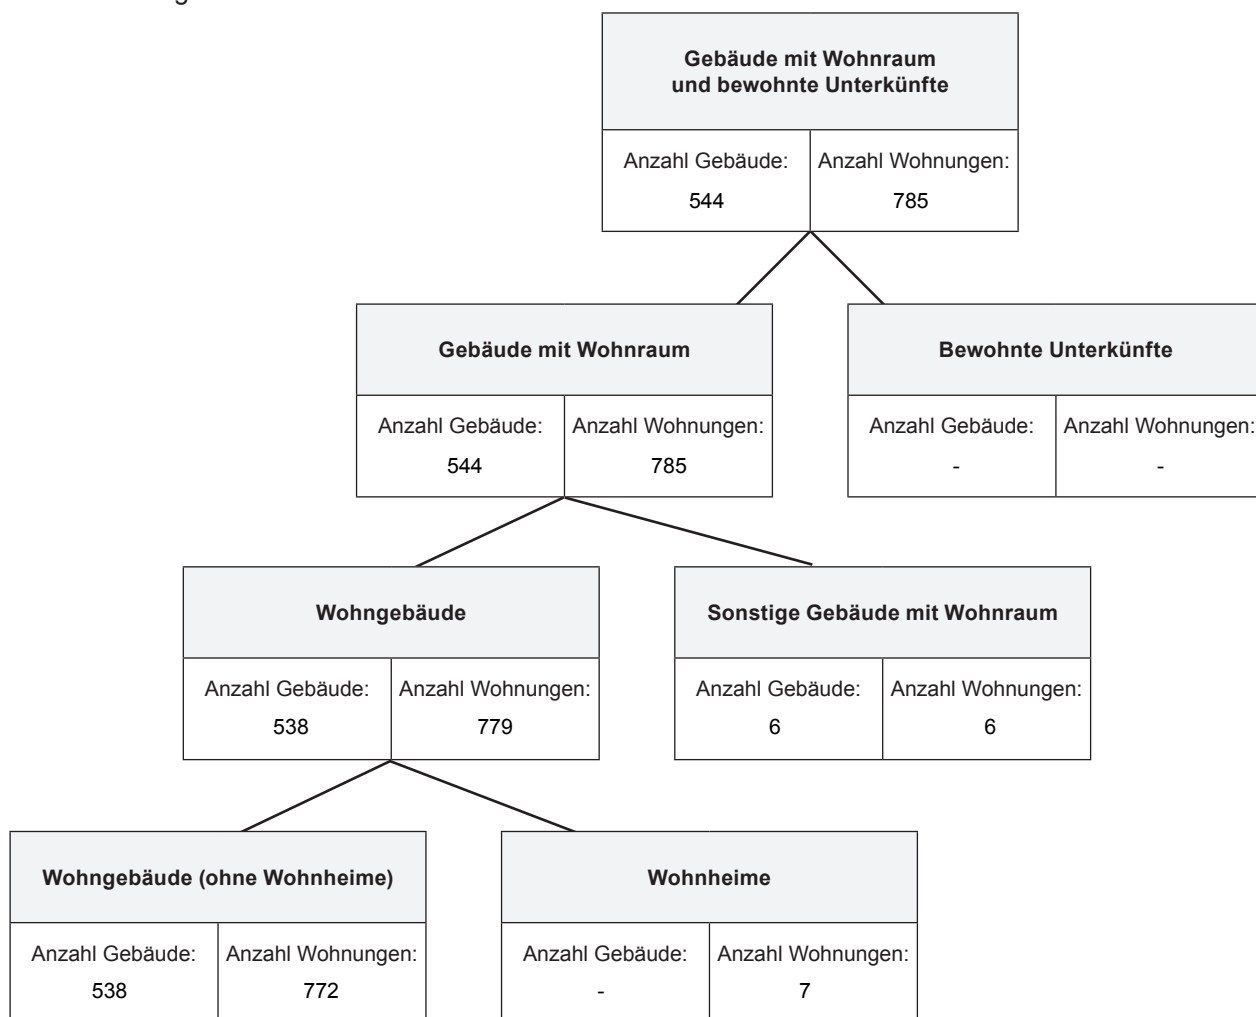 Gebäude mit Wohnraum
und bewohnte Unterkünfte
Anzahl Gebäude: Anzahl Wohnungen:
544 785
Gebäude mit Wohnraum
Bewohnte Unterkünfte
Anzahl Gebäude: Anzahl Wohnungen:
544 785
Anzahl Gebäude: Anzahl Wohnungen:
- -
Wohngebäude
Sonstige Gebäude mit Wohnraum
Anzahl Gebäude: Anzahl Wohnungen:
538 779
Anzahl Gebäude: Anzahl Wohnungen:
6 6
Wohngebäude (ohne Wohnheime)
Wohnheime
Anzahl Gebäude: Anzahl Wohnungen:
538 772
Anzahl Gebäude: Anzahl Wohnungen:
- 7